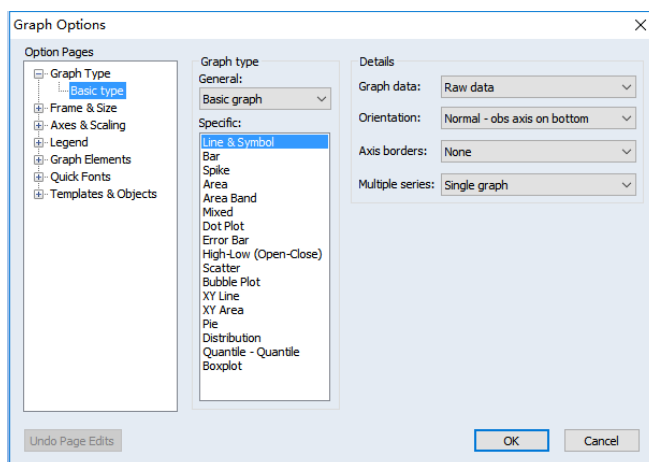 Graph Options
Option Pages
Graph Type
Basic type
Frame & Size
Axes & Scaling
Legend
Graph Elements
Quick Fonts
Templates & Objects
Graph type
General:
Basic graph
Specific:
Line & Symbol
Bar
Spike
Area
Area Band
Mixed
Dot Plot
Error Bar
High-Low (Open-Close)
Scatter
Bubble Plot
XY Line
XY Area
Pie
Distribution
Quantile - Quantile
Boxplot
Details
Graph data: Raw data
Orientation: Normal - obs axis on bottom
Axis borders: None
Multiple series: Single graph
Undo Page Edits
OK
Cancel